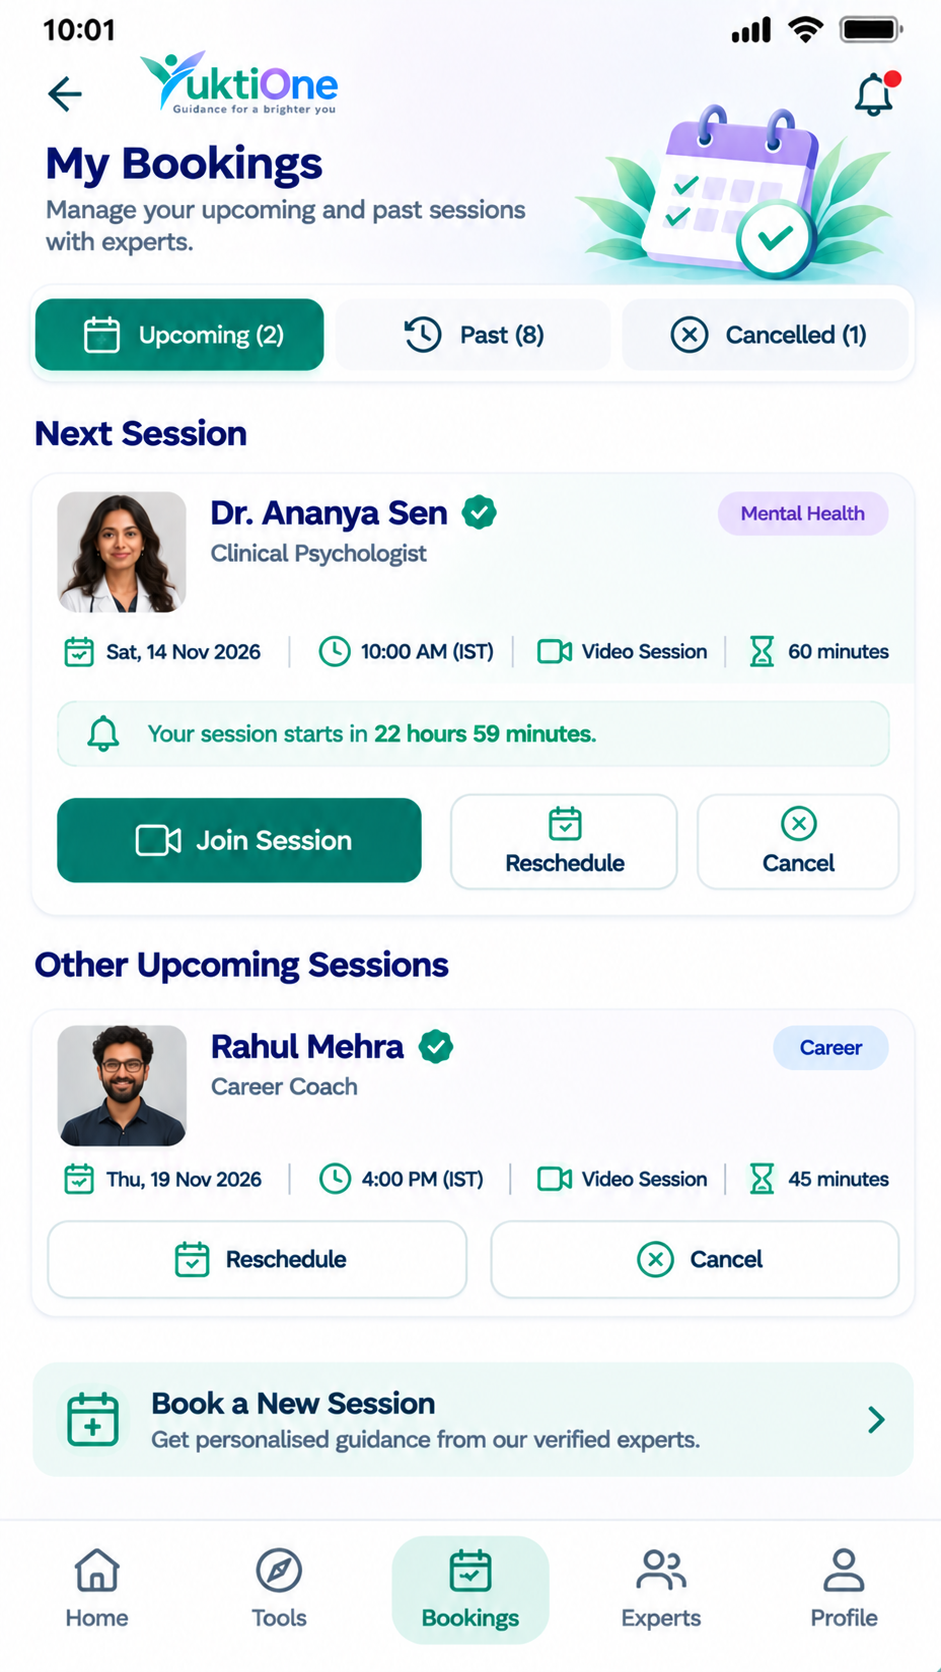 10:01
YuktiOne
Guidance for a brighter you
My Bookings
Manage your upcoming and past sessions
with experts.
Upcoming (2)
Past (8)
Cancelled (1)
Next Session
Dr. Ananya Sen
Mental Health
Clinical Psychologist
Sat, 14 Nov 2026
10:00 AM (IST)
Video Session
60 minutes
Your session starts in 22 hours 59 minutes.
Join Session
Reschedule
Cancel
Other Upcoming Sessions
Rahul Mehra
Career
Career Coach
Thu, 19 Nov 2026
4:00 PM (IST)
Video Session
45 minutes
Reschedule
Cancel
Book a New Session
Get personalised guidance from our verified experts.
Home
Tools
Bookings
Experts
Profile